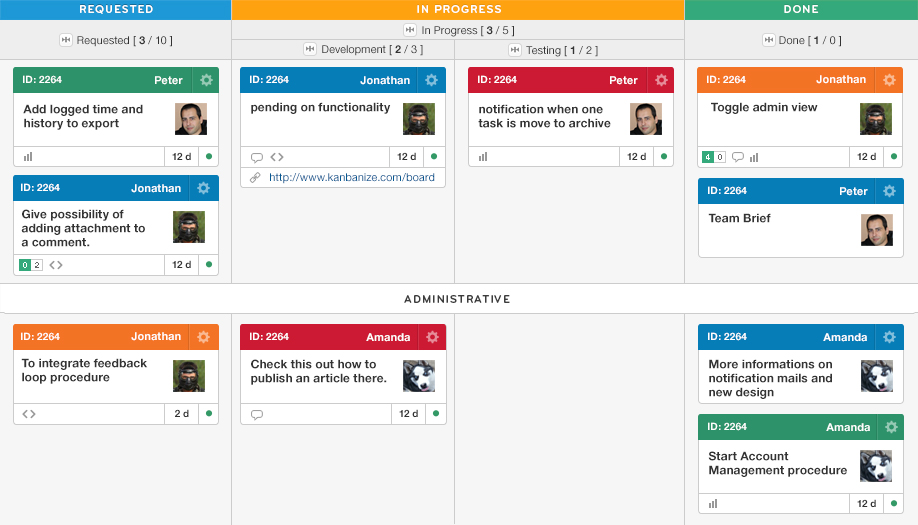 REQUESTED
IN PROGRESS
DONE
Requested [ 3 / 10 ]
In Progress [ 3 / 5 ]
Development [ 2 / 3 ]
Testing [ 1 / 2 ]
Done [ 1 / 0 ]
ID: 2264 Peter
Add logged time and
history to export
12 d
ID: 2264 Jonathan
Give possibility of
adding attachment to
a comment.
0 2 12 d
ID: 2264 Jonathan
pending on functionality
12 d
http://www.kanbanize.com/board
ID: 2264 Peter
notification when one
task is move to archive
12 d
ID: 2264 Jonathan
Toggle admin view
4 0 12 d
ID: 2264 Peter
Team Brief
ADMINISTRATIVE
ID: 2264 Jonathan
To integrate feedback
loop procedure
2 d
ID: 2264 Amanda
Check this out how to
publish an article there.
12 d
ID: 2264 Amanda
More informations on
notification mails and
new design
ID: 2264 Amanda
Start Account
Management procedure
12 d